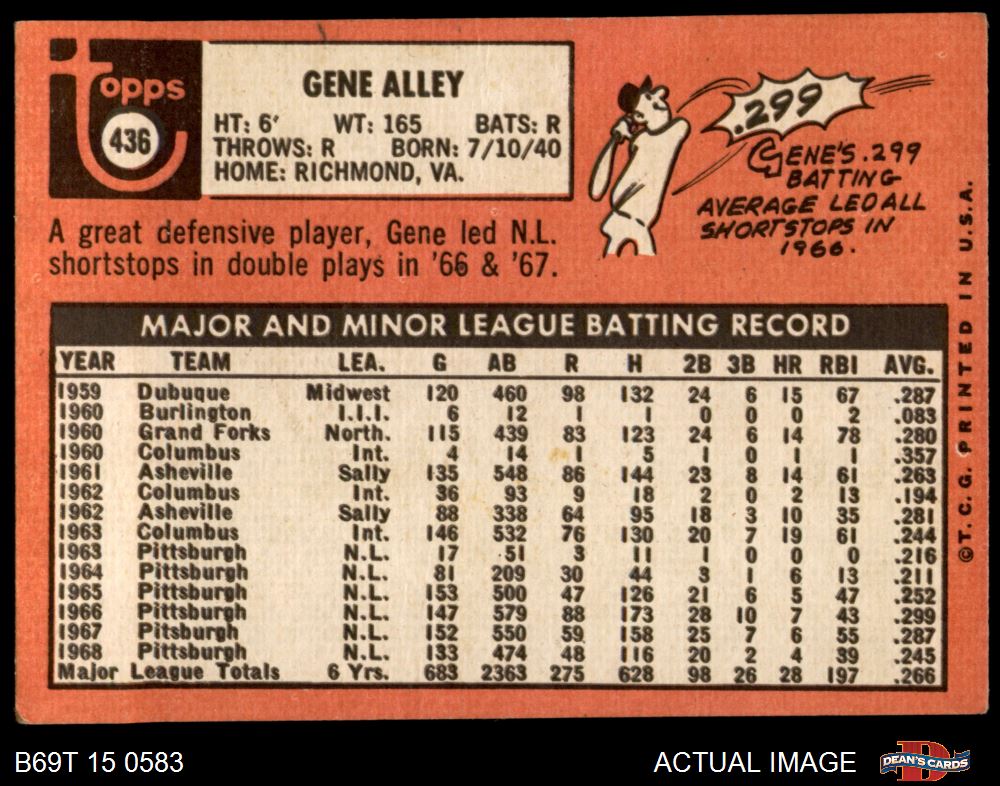 topps
436
GENE ALLEY
HT: 6' WT: 165 BATS: R
THROWS: R BORN: 7/10/40
HOME: RICHMOND, VA.
A great defensive player, Gene led N.L.
shortstops in double plays in '66 & '67.
.299
GENE'S .299
BATTING
AVERAGE LED ALL
SHORTSTOPS IN
1966.
MAJOR AND MINOR LEAGUE BATTING RECORD
YEAR TEAM LEA. G AB R H 2B 3B HR RBI AVG.
1959 Dubuque Midwest 120 460 98 132 24 6 15 67 .287
1960 Burlington I.I.I. 6 12 1 1 0 0 0 2 .083
1960 Grand Forks North. 115 439 83 123 24 6 14 78 .280
1960 Columbus Int. 4 14 1 5 1 0 1 1 .357
1961 Asheville Sally 135 548 86 144 23 8 14 61 .263
1962 Columbus Int. 36 93 9 18 2 0 2 13 .194
1962 Asheville Sally 88 338 64 95 18 3 10 35 .281
1963 Columbus Int. 146 532 76 130 20 7 19 61 .244
1963 Pittsburgh N.L. 17 51 3 11 1 0 0 0 .216
1964 Pittsburgh N.L. 81 209 30 44 3 1 6 13 .211
1965 Pittsburgh N.L. 153 500 47 126 21 6 5 47 .252
1966 Pittsburgh N.L. 147 579 88 173 28 10 7 43 .299
1967 Pitsburgh N.L. 152 550 59 158 25 7 6 55 .287
1968 Pittsburgh N.L. 133 474 48 116 20 2 4 39 .245
Major League Totals 6 Yrs. 683 2363 275 628 98 26 28 197 .266
©T.C.G. PRINTED IN U.S.A.
B69T 15 0583 ACTUAL IMAGE
D
DEAN'S CARDS